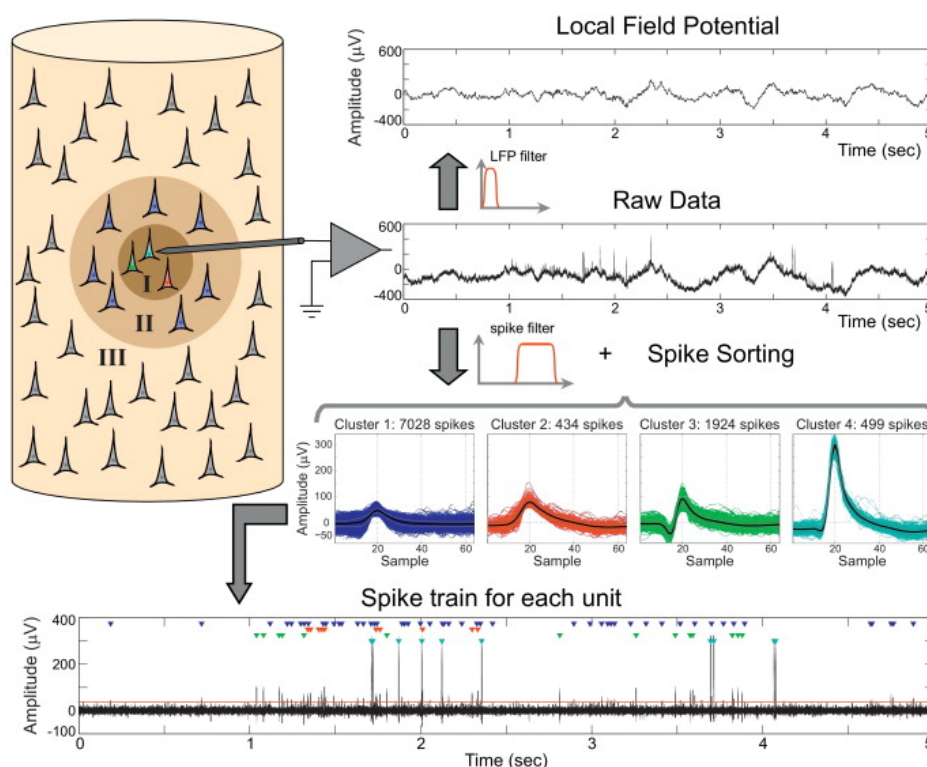 Local Field Potential
Amplitude (µV)
600
0
-400
0 1 2 3 4 5
Time (sec)
LFP filter
Raw Data
600
0
-400
0 1 2 3 4 5
Time (sec)
I
II
III
spike filter
+ Spike Sorting
Cluster 1: 7028 spikes
Cluster 2: 434 spikes
Cluster 3: 1924 spikes
Cluster 4: 499 spikes
Amplitude (µV)
300
200
100
0
-50
20 40 60
20 40 60
20 40 60
20 40 60
Sample
Sample
Sample
Sample
Spike train for each unit
Amplitude (µV)
400
200
0
-100
0 1 2 3 4 5
Time (sec)